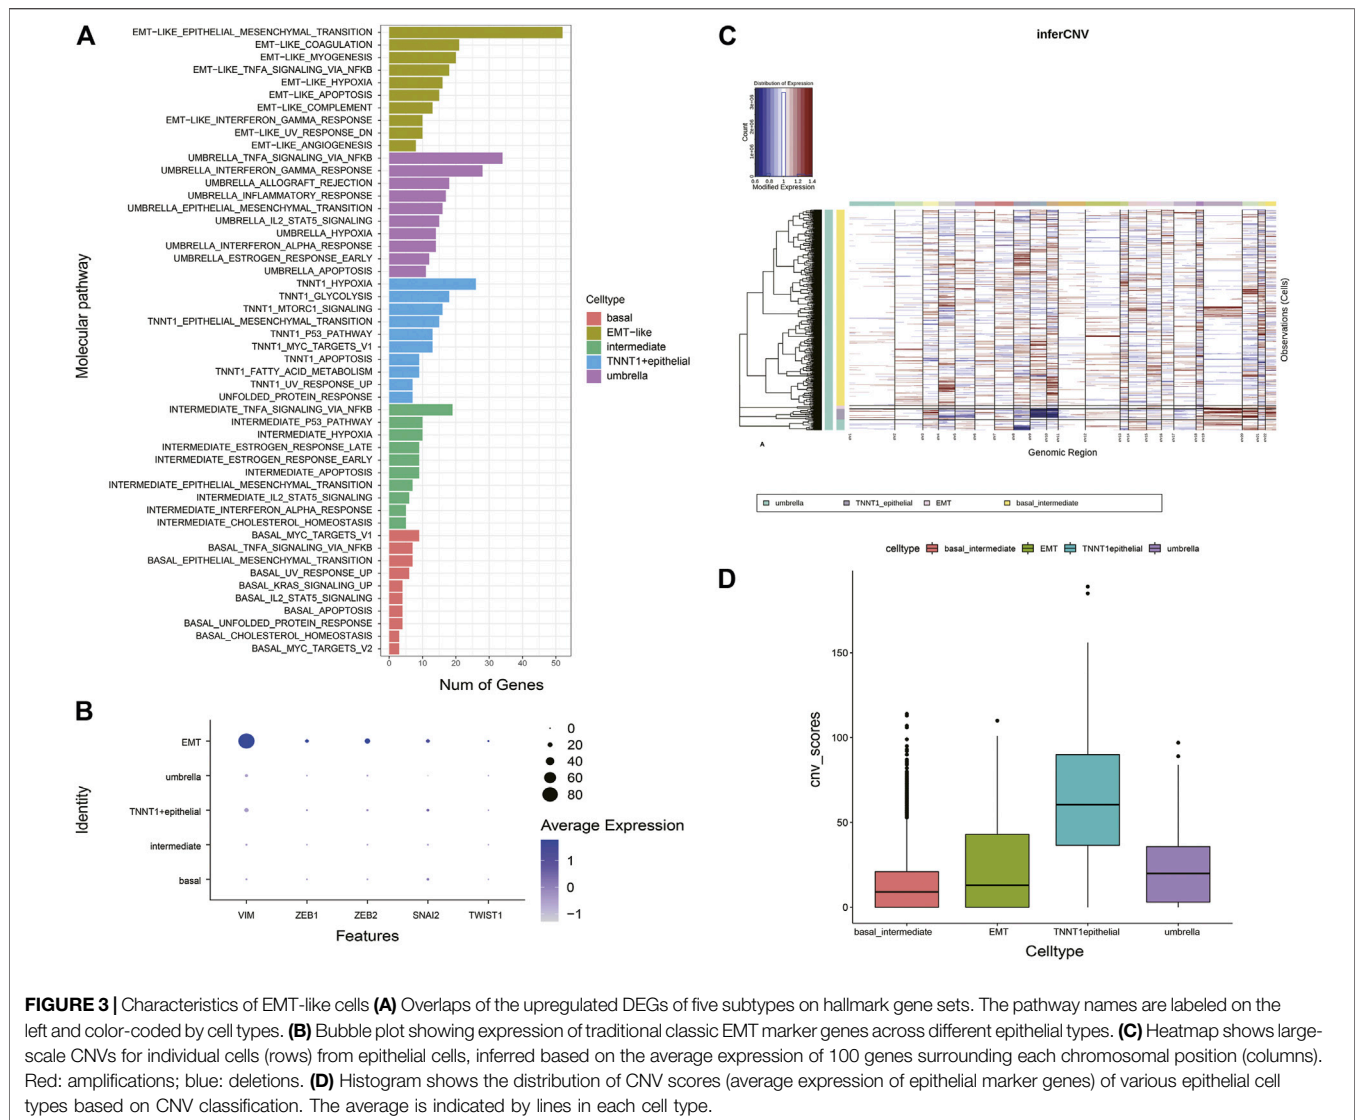 A
EMT-LIKE_EPITHELIAL_MESENCHYMAL_TRANSITION
EMT-LIKE_COAGULATION
EMT-LIKE_MYOGENESIS
EMT-LIKE_TNFA_SIGNALING_VIA_NFKB
EMT-LIKE_HYPOXIA
EMT-LIKE_APOPTOSIS
EMT-LIKE_COMPLEMENT
EMT-LIKE_INTERFERON_GAMMA_RESPONSE
EMT-LIKE_UV_RESPONSE_DN
EMT-LIKE_ANGIOGENESIS
UMBRELLA_TNFA_SIGNALING_VIA_NFKB
UMBRELLA_INTERFERON_GAMMA_RESPONSE
UMBRELLA_ALLOGRAFT_REJECTION
UMBRELLA_INFLAMMATORY_RESPONSE
UMBRELLA_EPITHELIAL_MESENCHYMAL_TRANSITION
UMBRELLA_IL2_STAT5_SIGNALING
UMBRELLA_HYPOXIA
UMBRELLA_INTERFERON_ALPHA_RESPONSE
UMBRELLA_ESTROGEN_RESPONSE_EARLY
UMBRELLA_APOPTOSIS
TNNT1_HYPOXIA
TNNT1_GLYCOLYSIS
TNNT1_MTORC1_SIGNALING
TNNT1_EPITHELIAL_MESENCHYMAL_TRANSITION
TNNT1_P53_PATHWAY
TNNT1_MYC_TARGETS_V1
TNNT1_APOPTOSIS
TNNT1_FATTY_ACID_METABOLISM
TNNT1_UV_RESPONSE_UP
UNFOLDED_PROTEIN_RESPONSE
INTERMEDIATE_TNFA_SIGNALING_VIA_NFKB
INTERMEDIATE_P53_PATHWAY
INTERMEDIATE_HYPOXIA
INTERMEDIATE_ESTROGEN_RESPONSE_LATE
INTERMEDIATE_ESTROGEN_RESPONSE_EARLY
INTERMEDIATE_APOPTOSIS
INTERMEDIATE_EPITHELIAL_MESENCHYMAL_TRANSITION
INTERMEDIATE_IL2_STAT5_SIGNALING
INTERMEDIATE_INTERFERON_ALPHA_RESPONSE
INTERMEDIATE_CHOLESTEROL_HOMEOSTASIS
BASAL_MYC_TARGETS_V1
BASAL_TNFA_SIGNALING_VIA_NFKB
BASAL_EPITHELIAL_MESENCHYMAL_TRANSITION
BASAL_UV_RESPONSE_UP
BASAL_KRAS_SIGNALING_UP
BASAL_IL2_STAT5_SIGNALING
BASAL_APOPTOSIS
BASAL_UNFOLDED_PROTEIN_RESPONSE
BASAL_CHOLESTEROL_HOMEOSTASIS
BASAL_MYC_TARGETS_V2
Molecular pathway
0 10 20 30 40 50
Num of Genes
Celltype
basal
EMT-like
intermediate
TNNT1+epithelial
umbrella
B
EMT
umbrella
TNNT1+epithelial
intermediate
basal
Identity
VIM ZEB1 ZEB2 SNAI2 TWIST1
Features
0
20
40
60
80
Average Expression
1
0
−1
C
inferCNV
Distribution of Expression
Count
0.6 0.8 1 1.2 1.4
Modified Expression
Observations (Cells)
A
Genomic Region
umbrella TNNT1_epithelial EMT basal_intermediate
D
celltype basal_intermediate EMT TNNT1epithelial umbrella
150
100
50
0
cnv_scores
basal_intermediate EMT TNNT1epithelial umbrella
Celltype
FIGURE 3 | Characteristics of EMT-like cells (A) Overlaps of the upregulated DEGs of five subtypes on hallmark gene sets. The pathway names are labeled on the
left and color-coded by cell types. (B) Bubble plot showing expression of traditional classic EMT marker genes across different epithelial types. (C) Heatmap shows large-
scale CNVs for individual cells (rows) from epithelial cells, inferred based on the average expression of 100 genes surrounding each chromosomal position (columns).
Red: amplifications; blue: deletions. (D) Histogram shows the distribution of CNV scores (average expression of epithelial marker genes) of various epithelial cell
types based on CNV classification. The average is indicated by lines in each cell type.